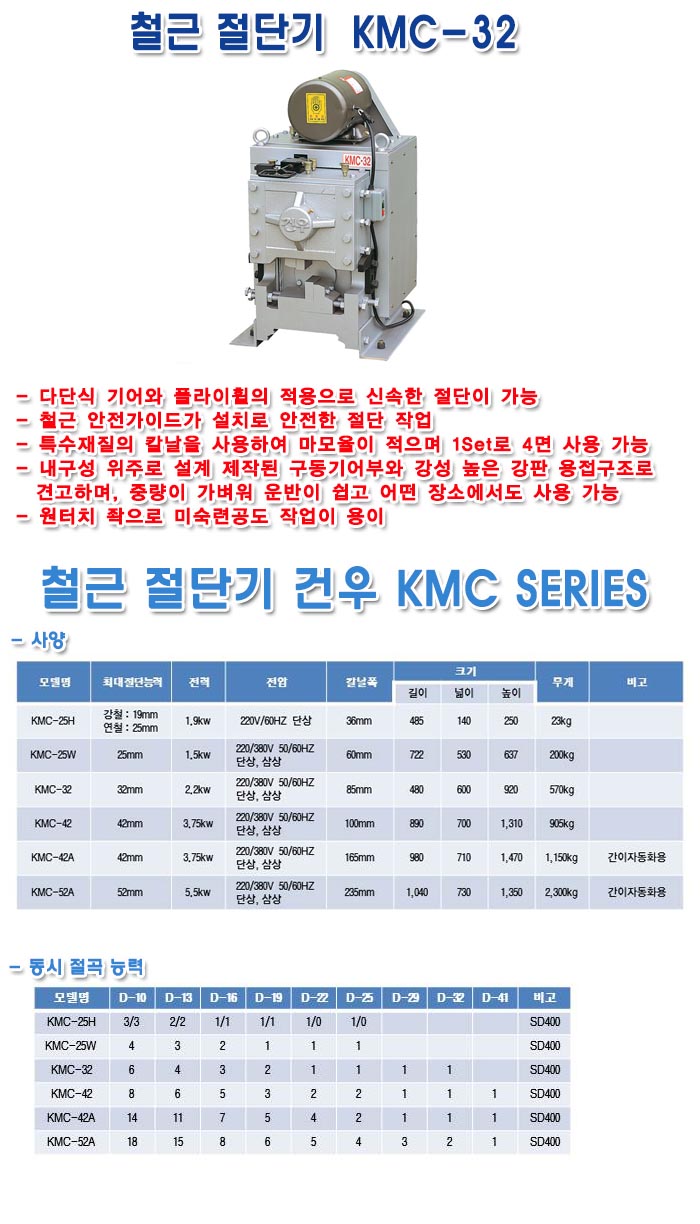 철근 절단기 KMC-32
KMC-32
건우
- 다단식 기어와 플라이휠의 적용으로 신속한 절단이 가능
- 철근 안전가이드가 설치로 안전한 절단 작업
- 특수재질의 칼날을 사용하여 마모율이 적으며 1Set로 4면 사용 가능
- 내구성 위주로 설계 제작된 구동기어부와 강성 높은 강판 용접구조로
견고하며, 중량이 가벼워 운반이 쉽고 어떤 장소에서도 사용 가능
- 원터치 좍으로 미숙련공도 작업이 용이
철근 절단기 건우 KMC SERIES
- 사양
모델명 최대절단능력 전력 전압 칼날폭 크기 무게 비고
길이 넓이 높이
KMC-25H 강철 : 19mm 연철 : 25mm 1,9kw 220V/60HZ 단상 36mm 485 140 250 23kg
KMC-25W 25mm 1,5kw 220/380V 50/60HZ 단상, 삼상 60mm 722 530 637 200kg
KMC-32 32mm 2,2kw 220/380V 50/60HZ 단상, 삼상 85mm 480 600 920 570kg
KMC-42 42mm 3,75kw 220/380V 50/60HZ 단상, 삼상 100mm 890 700 1,310 905kg
KMC-42A 42mm 3,75kw 220/380V 50/60HZ 단상, 삼상 165mm 980 710 1,470 1,150kg 간이자동화용
KMC-52A 52mm 5,5kw 220/380V 50/60HZ 단상, 삼상 235mm 1,040 730 1,350 2,300kg 간이자동화용
- 동시 절곡 능력
모델명 D-10 D-13 D-16 D-19 D-22 D-25 D-29 D-32 D-41 비고
KMC-25H 3/3 2/2 1/1 1/1 1/0 1/0 SD400
KMC-25W 4 3 2 1 1 1 SD400
KMC-32 6 4 3 2 1 1 1 1 SD400
KMC-42 8 6 5 3 2 2 1 1 1 SD400
KMC-42A 14 11 7 5 4 2 1 1 1 SD400
KMC-52A 18 15 8 6 5 4 3 2 1 SD400